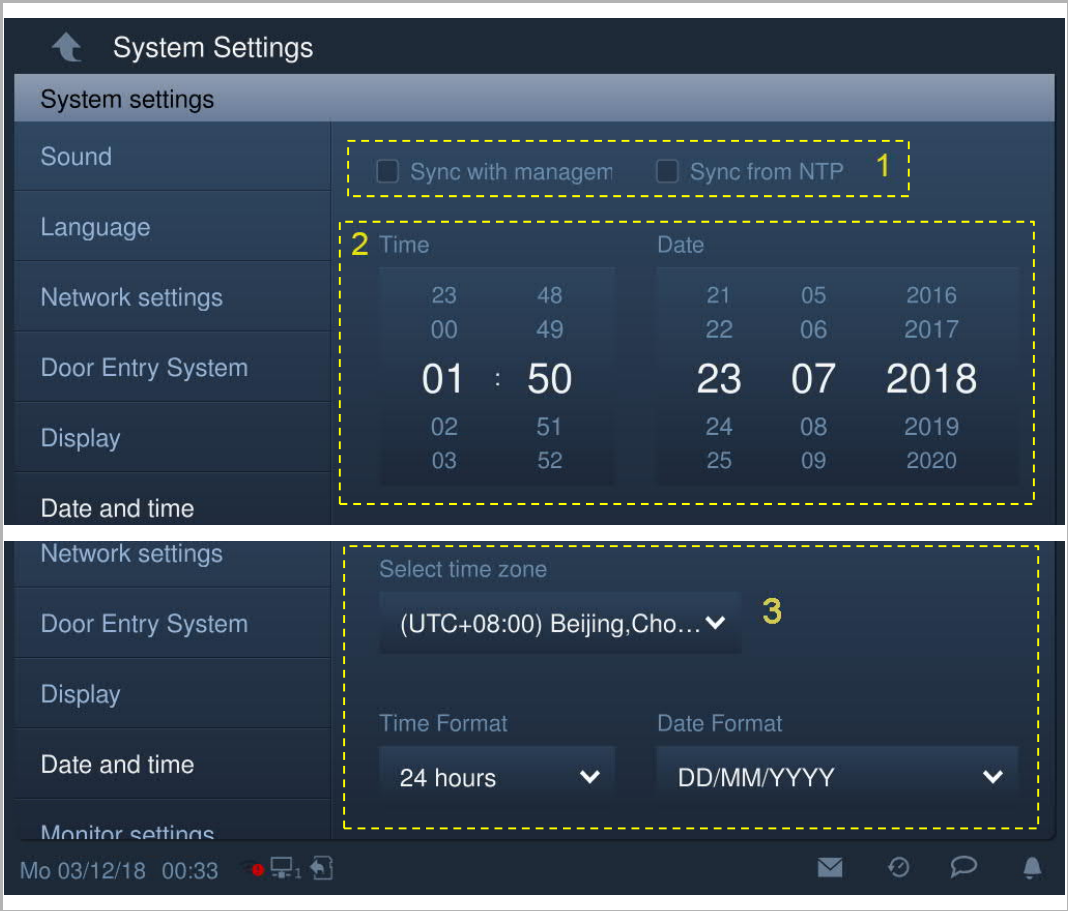 System Settings
System settings
Sound
Language
Network settings
Door Entry System
Display
Date and time
Sync with managem
Sync from NTP
1
2
Time
Date
23 48
00 49
01 : 50
02 51
03 52
21 05 2016
22 06 2017
23 07 2018
24 08 2019
25 09 2020
Network settings
Door Entry System
Display
Date and time
Monitor settings
Select time zone
(UTC+08:00) Beijing,Cho...
3
Time Format
Date Format
24 hours
DD/MM/YYYY
Mo 03/12/18 00:33
1